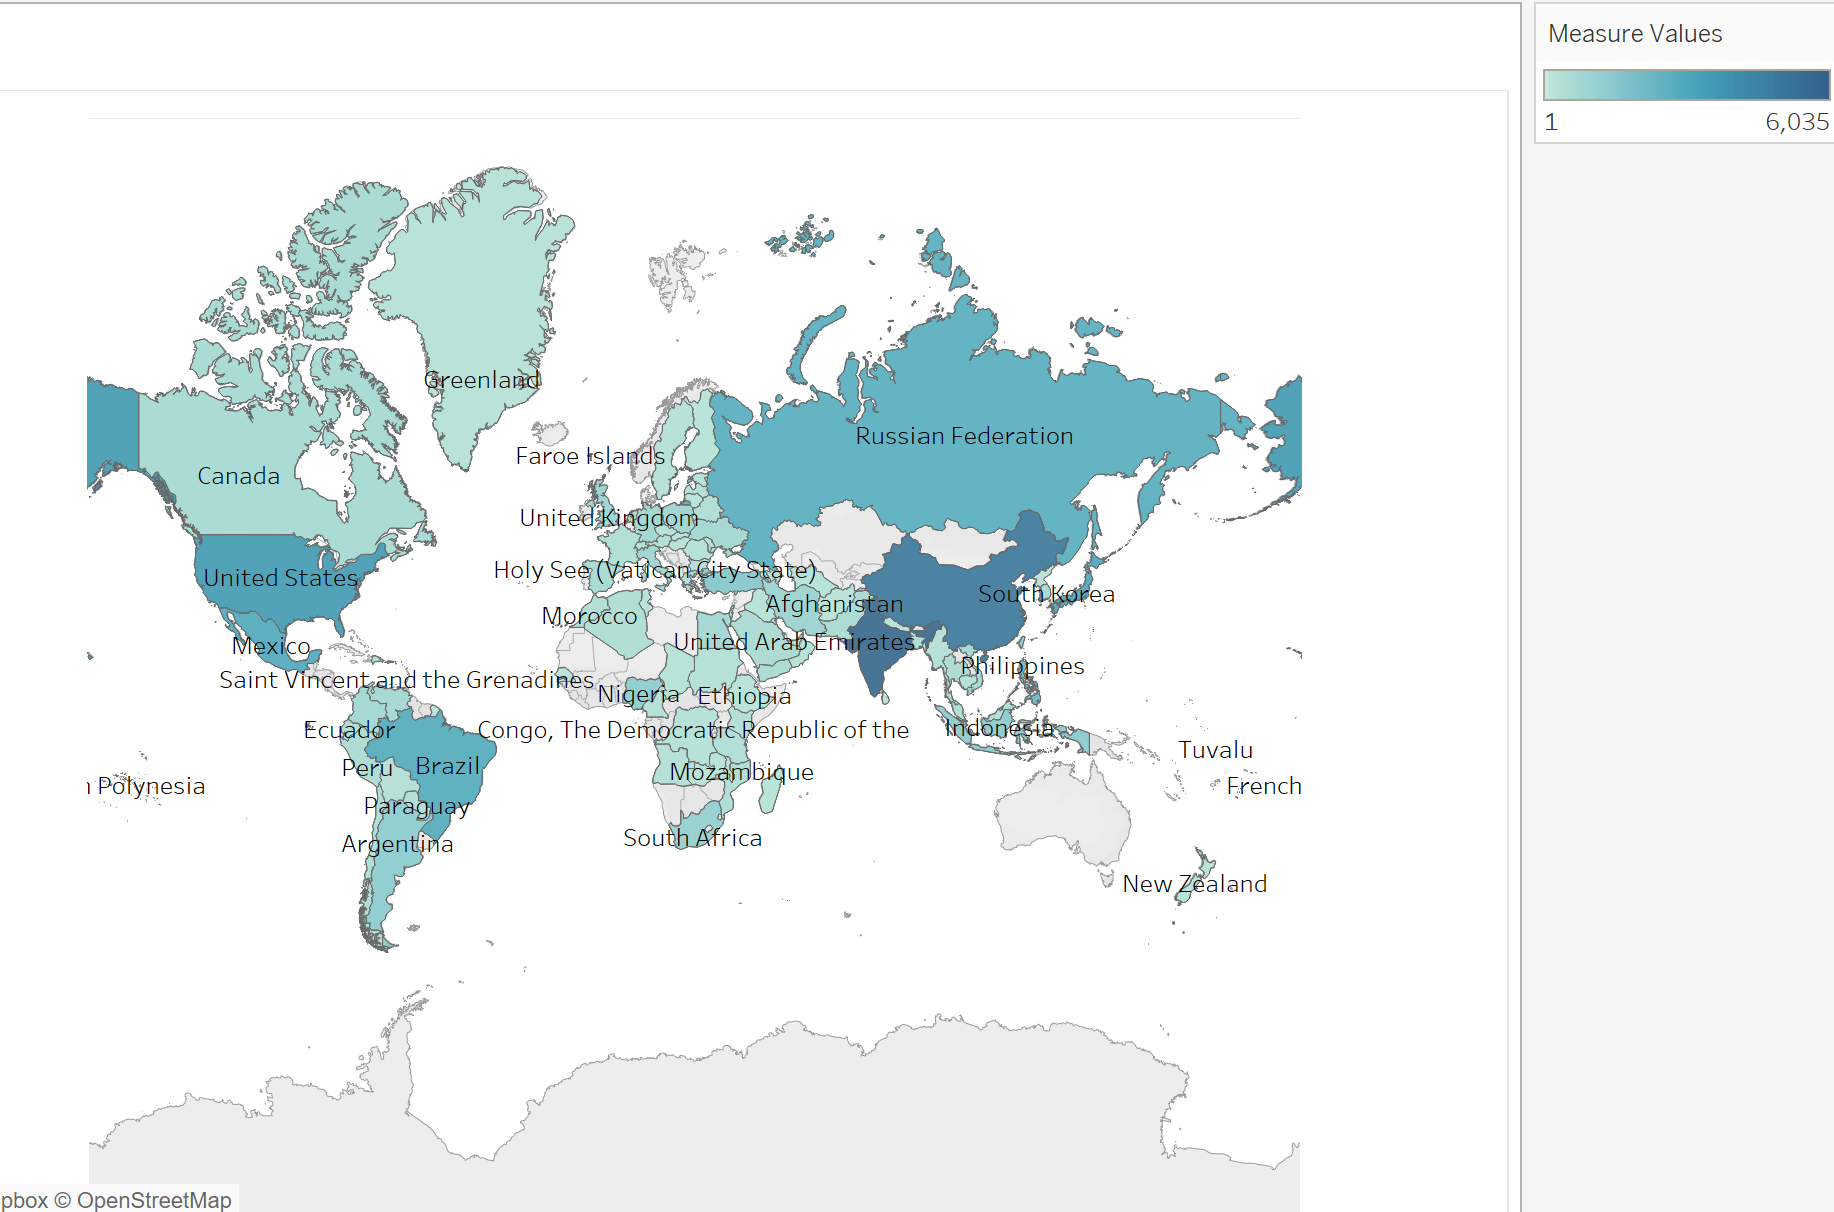 Measure Values
1
6,035
Greenland
Russian Federation
Faroe Islands
Canada
United Kingdom
Holy See (Vatican City State)
United States
South Korea
Afghanistan
Morocco
United Arab Emirates
Mexico
Philippines
Saint Vincent and the Grenadines
Nigeria
Ethiopia
Ecuador
Congo, The Democratic Republic of the
Indonesia
Tuvalu
Peru
Brazil
Mozambique
Polynesia
French
Paraguay
South Africa
Argentina
New Zealand
pbox © OpenStreetMap